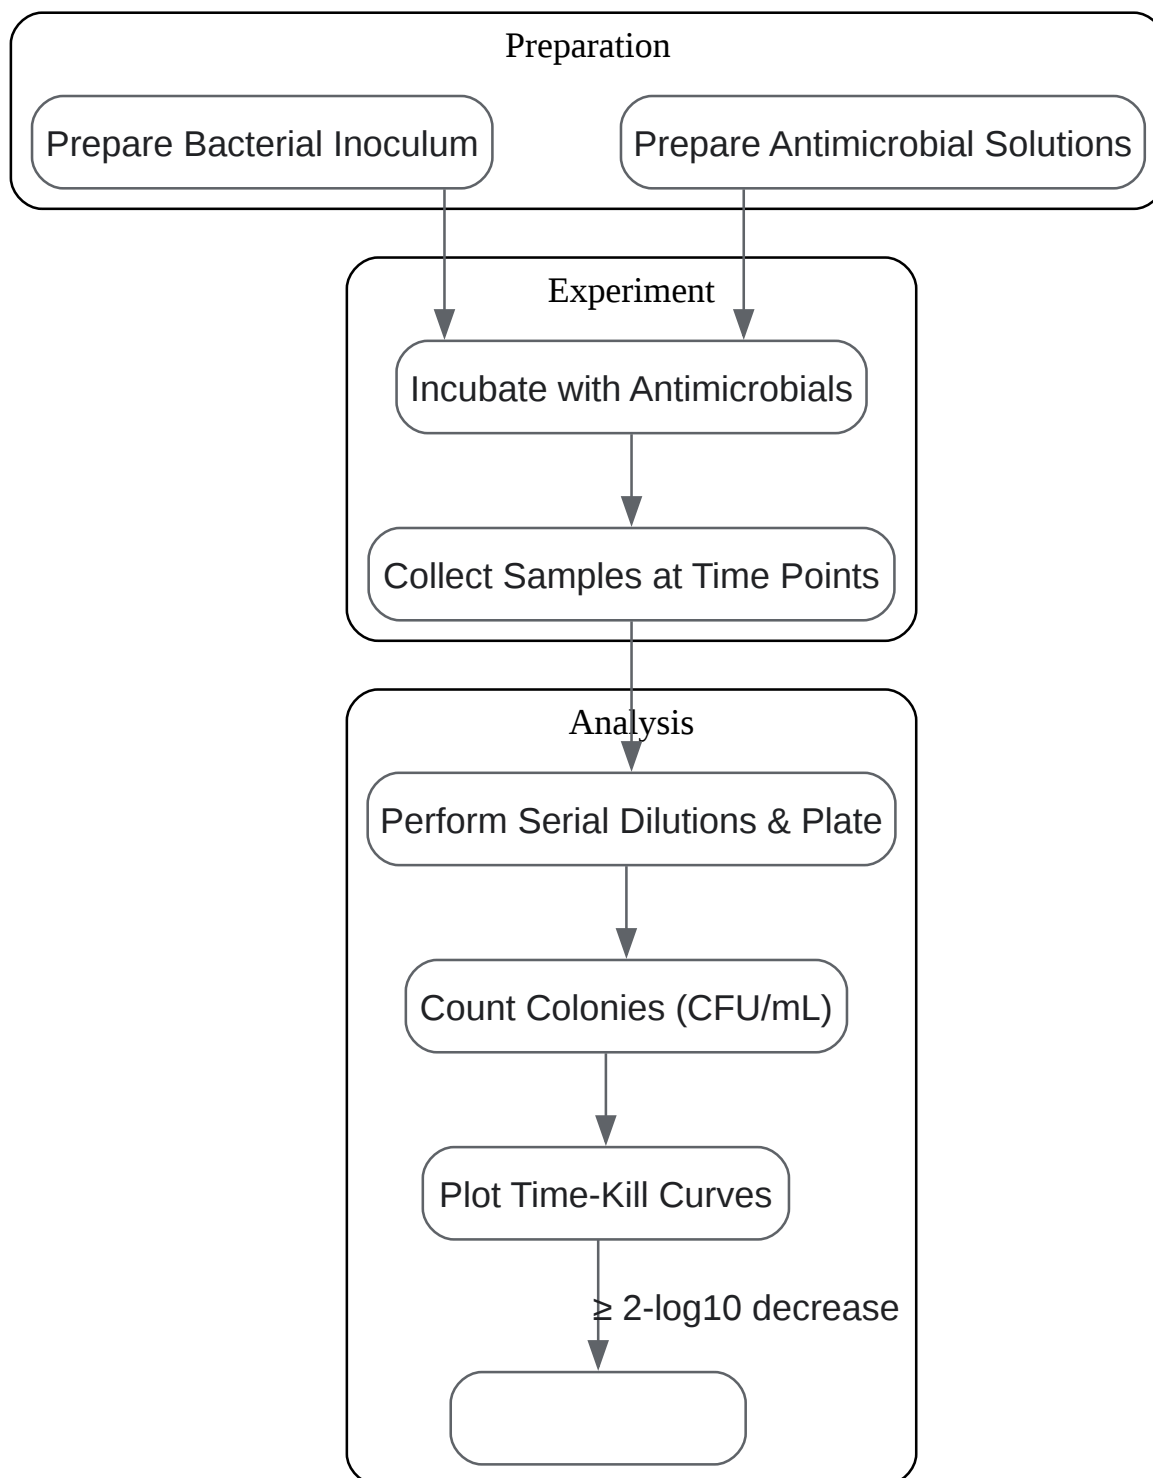 Preparation
Prepare Bacterial Inoculum
Prepare Antimicrobial Solutions
Experiment
Incubate with Antimicrobials
Collect Samples at Time Points
Analysis
Perform Serial Dilutions & Plate
Count Colonies (CFU/mL)
Plot Time-Kill Curves
≥ 2-log10 decrease